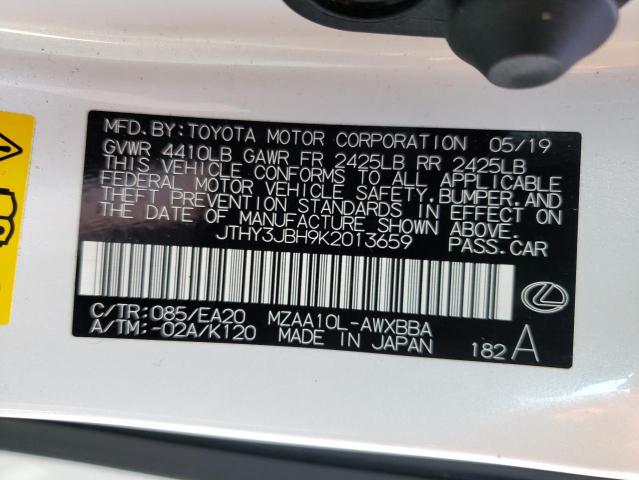 MFD. BY: TOYOTA MOTOR CORPORATION 05/19
GVWR 4410LB GAWR FR 2425LB RR 2425LB
THIS VEHICLE CONFORMS TO ALL APPLICABLE
FEDERAL MOTOR VEHICLE SAFETY, BUMPER, AND
THEFT PREVENTION STANDARDS IN EFFECT ON
THE DATE OF MANUFACTURE SHOWN ABOVE.
JTHY3JBH9K2013659 PASS.CAR
C/TR: 085/EA20 MZAA10L-AWXBBA
A/TM: -02A/K120 MADE IN JAPAN 182 A